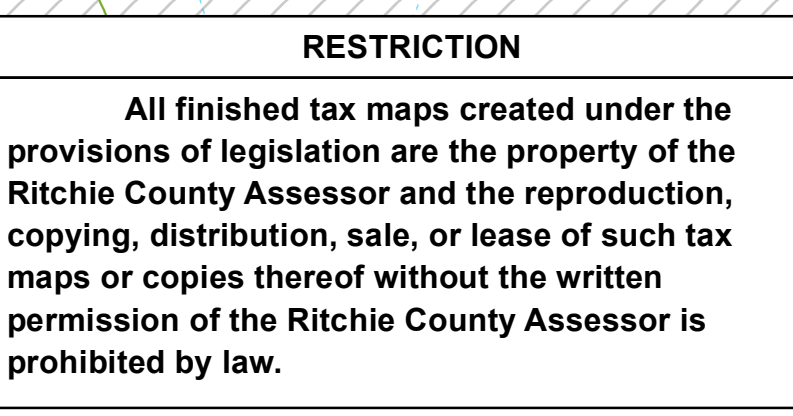 RESTRICTION
All finished tax maps created under the
provisions of legislation are the property of the
Ritchie County Assessor and the reproduction,
copying, distribution, sale, or lease of such tax
maps or copies thereof without the written
permission of the Ritchie County Assessor is
prohibited by law.